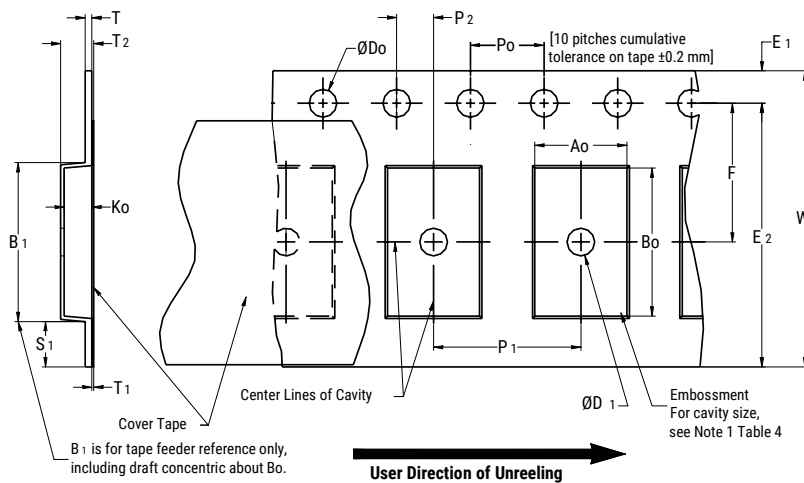 T
T2
P2
ØDo
Po
[10 pitches cumulative
tolerance on tape ±0.2 mm]
E1
Ao
F
W
Ko
B1
Bo
E2
S1
P1
T1
Center Lines of Cavity
ØD1
Embossment
For cavity size,
see Note 1 Table 4
Cover Tape
B1 is for tape feeder reference only,
including draft concentric about Bo.
User Direction of Unreeling